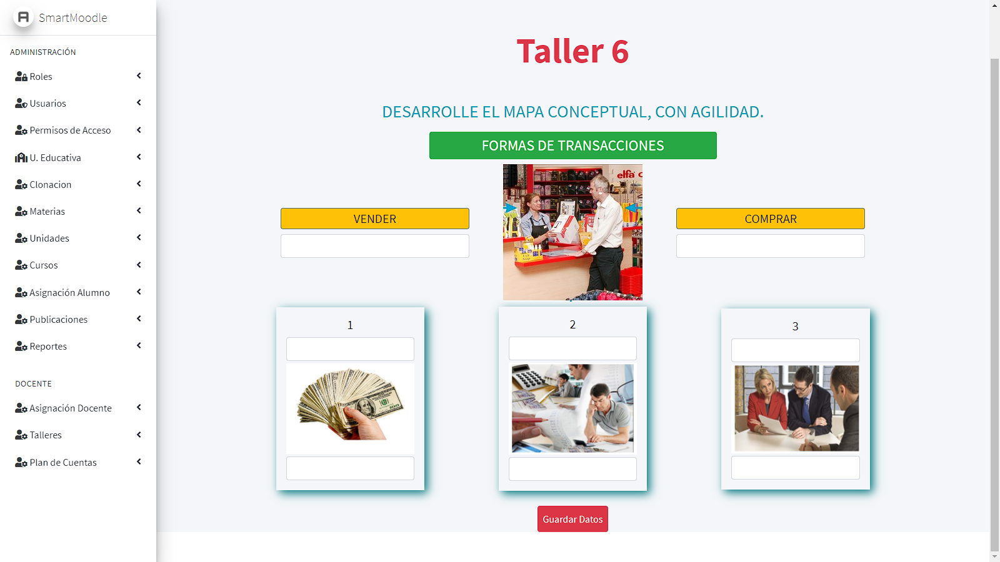 SmartMoodle
ADMINISTRACIÓN
Roles
Usuarios
Permisos de Acceso
U. Educativa
Clonacion
Materias
Unidades
Cursos
Asignación Alumno
Publicaciones
Reportes
DOCENTE
Asignación Docente
Talleres
Plan de Cuentas
Taller 6
DESARROLLE EL MAPA CONCEPTUAL, CON AGILIDAD.
FORMAS DE TRANSACCIONES
elfa
VENDER
COMPRAR
1
2
3
100
Guardar Datos